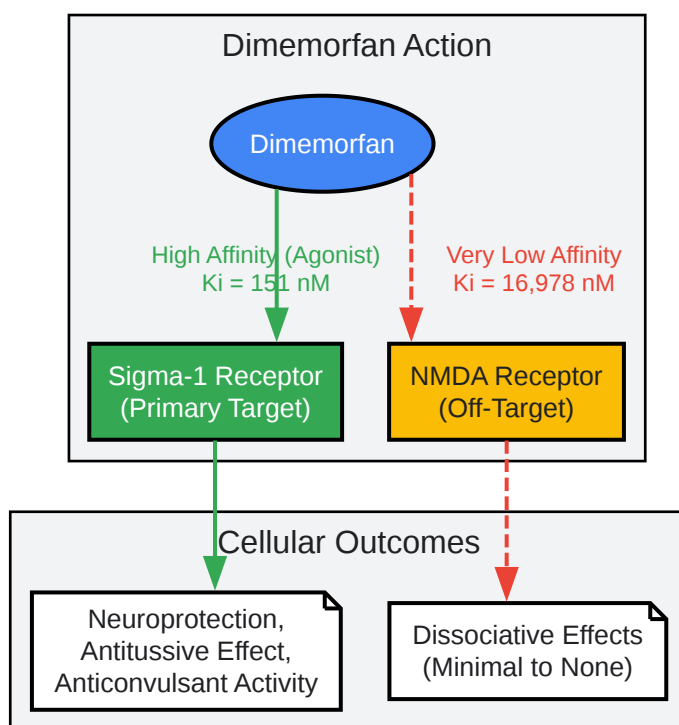 Dimemorfan Action
Dimemorfan
High Affinity (Agonist)
Ki = 151 nM
Very Low Affinity
Ki = 16,978 nM
Sigma-1 Receptor
(Primary Target)
NMDA Receptor
(Off-Target)
Cellular Outcomes
Neuroprotection,
Antitussive Effect,
Anticonvulsant Activity
Dissociative Effects
(Minimal to None)